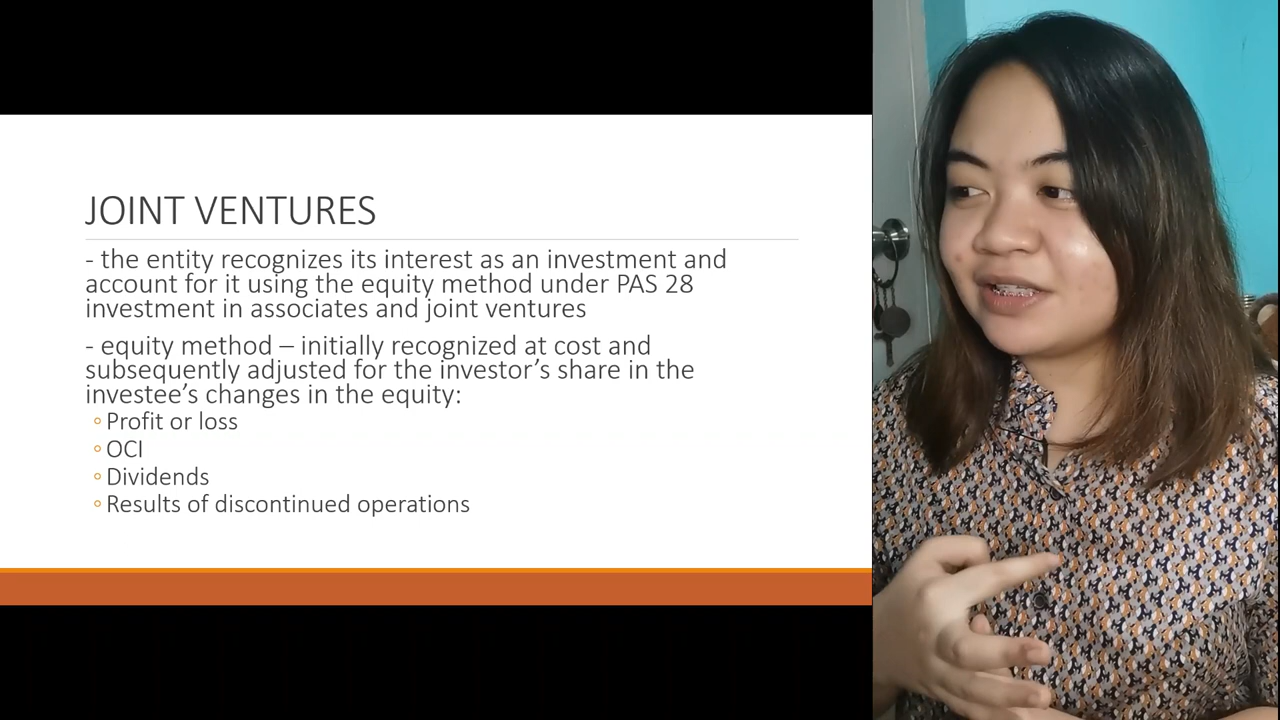 JOINT VENTURES
- the entity recognizes its interest as an investment and
account for it using the equity method under PAS 28
investment in associates and joint ventures
- equity method – initially recognized at cost and
subsequently adjusted for the investor’s share in the
investee’s changes in the equity:
Profit or loss
OCI
Dividends
Results of discontinued operations